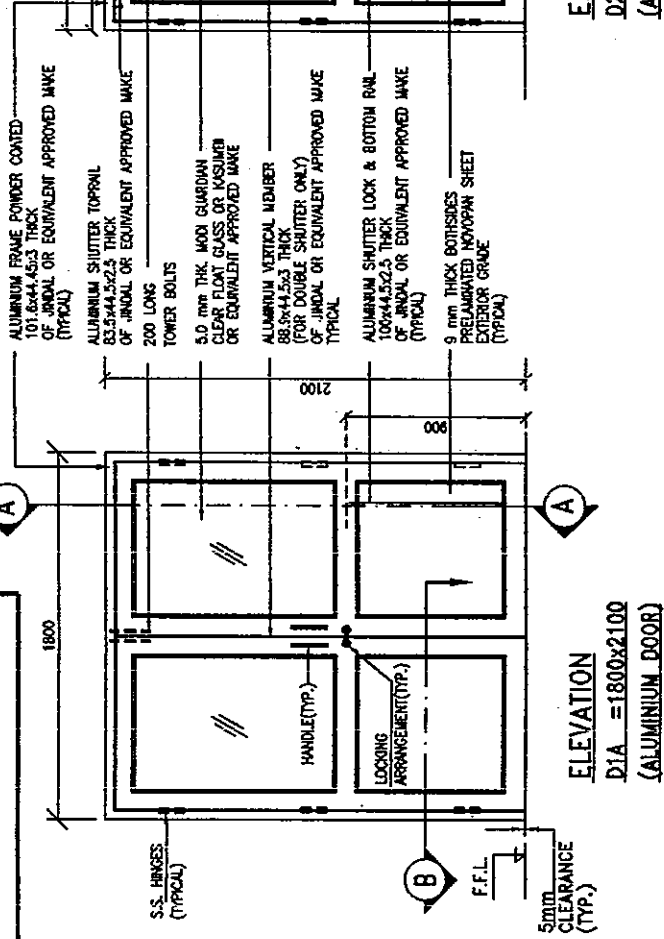 ALUMINIUM FRAME POWDER COATED
101.6x44.45x3 THICK
OF JINDAL OR EQUIVALENT APPROVED MAKE
(TYPICAL)
ALUMINIUM SHUTTER TOPRAIL
83.5x44.5x2.5 THICK
OF JINDAL OR EQUIVALENT APPROVED MAKE
200 LONG
TOWER BOLTS
5.0 mm THK. MODI GUARDIAN
CLEAR FLOAT GLASS OR KASUMBI
OR EQUIVALENT APPROVED MAKE
ALUMINIUM VERTICAL MEMBER
88.9x44.5x3 THICK
(FOR DOUBLE SHUTTER ONLY)
OF JINDAL OR EQUIVALENT APPROVED MAKE
TYPICAL
ALUMINIUM SHUTTER LOCK & BOTTOM RAIL
100x44.5x2.5 THICK
OF JINDAL OR EQUIVALENT APPROVED MAKE
(TYPICAL)
9 mm THICK BOTHSIDES
PRELAMINATED NOVOPAN SHEET
EXTERIOR GRADE
(TYPICAL)
2100
900
1800
A
A
B
HANDLE(TYP.)
LOCKING
ARRANGEMENT(TYP.)
S.S. HINGES
(TYPICAL)
F.F.L.
5mm
CLEARANCE
(TYP.)
ELEVATION
D1A =1800x2100
(ALUMINIUM DOOR)
E
D2
(A